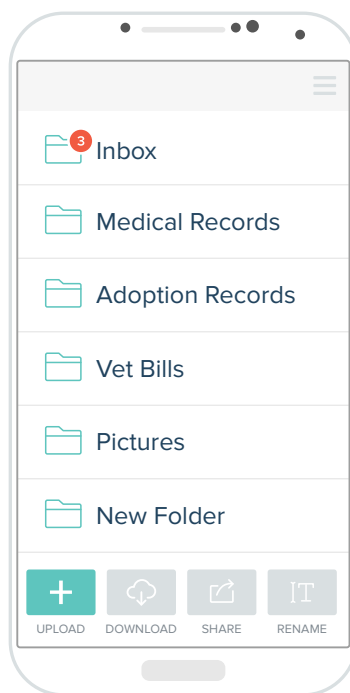 3
Inbox
Medical Records
Adoption Records
Vet Bills
Pictures
New Folder
IT
UPLOAD DOWNLOAD SHARE RENAME